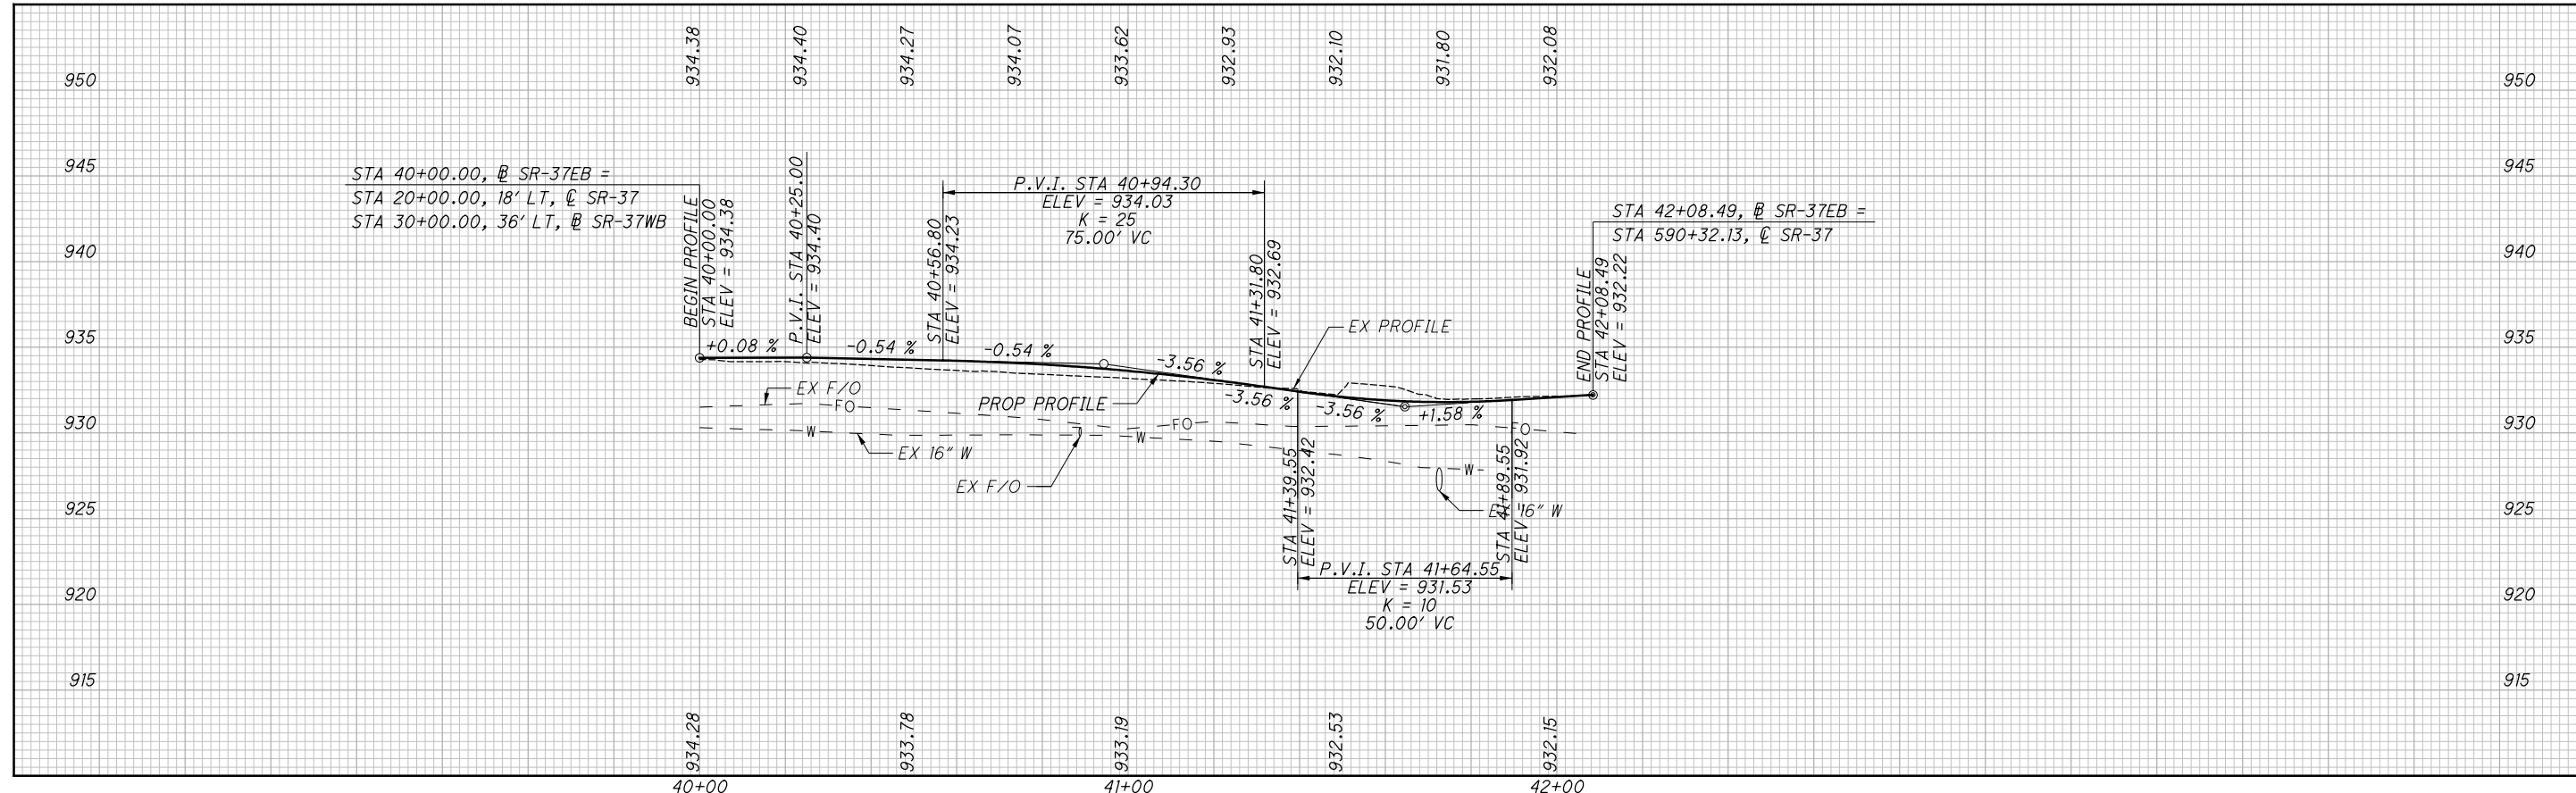 934.38
934.40
934.27
934.07
933.62
932.93
932.10
931.80
932.08
950
950
945
945
940
940
935
935
930
930
925
925
920
920
915
915
STA 40+00.00, ⅊ SR-37EB =
STA 20+00.00, 18' LT, ℄ SR-37
STA 30+00.00, 36' LT, ⅊ SR-37WB
BEGIN PROFILE
STA 40+00.00
ELEV = 934.38
P.V.I. STA 40+25.00
ELEV = 934.40
STA 40+56.80
ELEV = 934.23
P.V.I. STA 40+94.30
ELEV = 934.03
K = 25
75.00' VC
STA 41+31.80
ELEV = 932.69
STA 42+08.49, ⅊ SR-37EB =
STA 590+32.13, ℄ SR-37
END PROFILE
STA 42+08.49
ELEV = 932.22
+0.08 %
-0.54 %
-0.54 %
-3.56 %
-3.56 %
-3.56 %
+1.58 %
EX PROFILE
PROP PROFILE
EX F/O
FO
FO
FO
W
W
W
EX 16" W
EX F/O
EX 16" W
STA 41+39.55
ELEV = 932.42
STA 41+89.55
ELEV = 931.92
P.V.I. STA 41+64.55
ELEV = 931.53
K = 10
50.00' VC
934.28
933.78
933.19
932.53
932.15
40+00
41+00
42+00